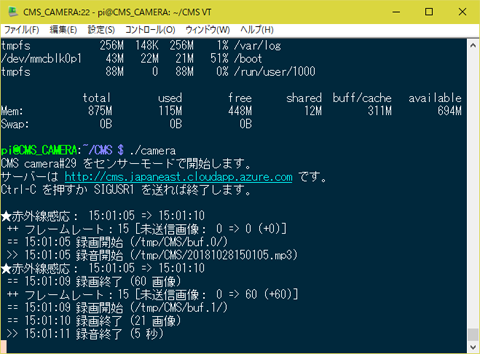 CMS_CAMERA:22 - pi@CMS_CAMERA: ~/CMS VT
ファイル(F) 編集(E) 設定(S) コントロール(O) ウィンドウ(W) ヘルプ(H)
tmpfs 256M 148K 256M 1% /var/log
/dev/mmcblk0p1 43M 22M 21M 51% /boot
tmpfs 88M 0 88M 0% /run/user/1000
total used free shared buff/cache available
Mem: 875M 115M 448M 12M 311M 694M
Swap: 0B 0B 0B
pi@CMS_CAMERA:~/CMS $ ./camera
CMS camera#29 をセンサーモードで開始します。
サーバーは http://cms.japaneast.cloudapp.azure.com です。
Ctrl-C を押すか SIGUSR1 を送れば終了します。
★赤外線感応: 15:01:05 => 15:01:10
++ フレームレート:15 [未送信画像: 0 => 0 (+0)]
== 15:01:05 録画開始 (/tmp/CMS/buf.0/)
>> 15:01:05 録音開始 (/tmp/CMS/20181028150105.mp3)
★赤外線感応: 15:01:05 => 15:01:10
== 15:01:09 録画終了 (60 画像)
++ フレームレート:15 [未送信画像: 0 => 60 (+60)]
== 15:01:09 録画開始 (/tmp/CMS/buf.1/)
== 15:01:10 録画終了 (21 画像)
>> 15:01:11 録音終了 (5 秒)